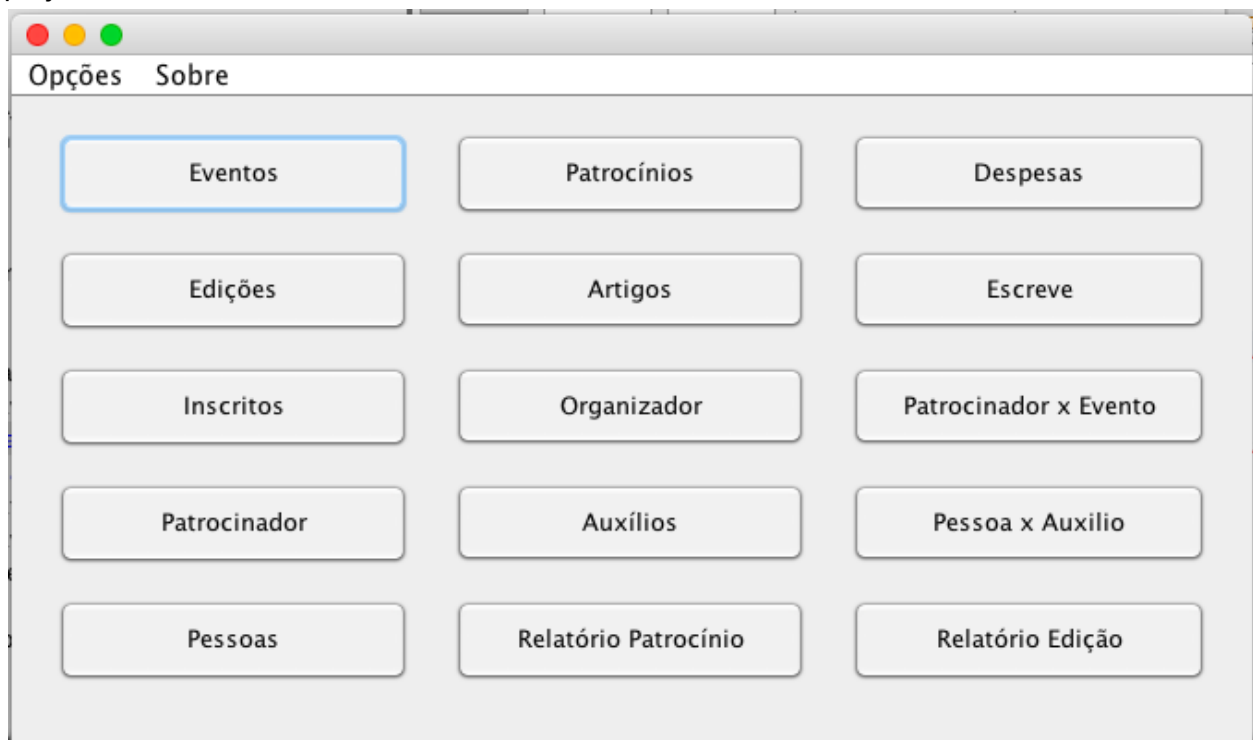 Opções Sobre
Eventos Patrocínios Despesas
Edições Artigos Escreve
Inscritos Organizador Patrocinador x Evento
Patrocinador Auxílios Pessoa x Auxilio
Pessoas Relatório Patrocínio Relatório Edição